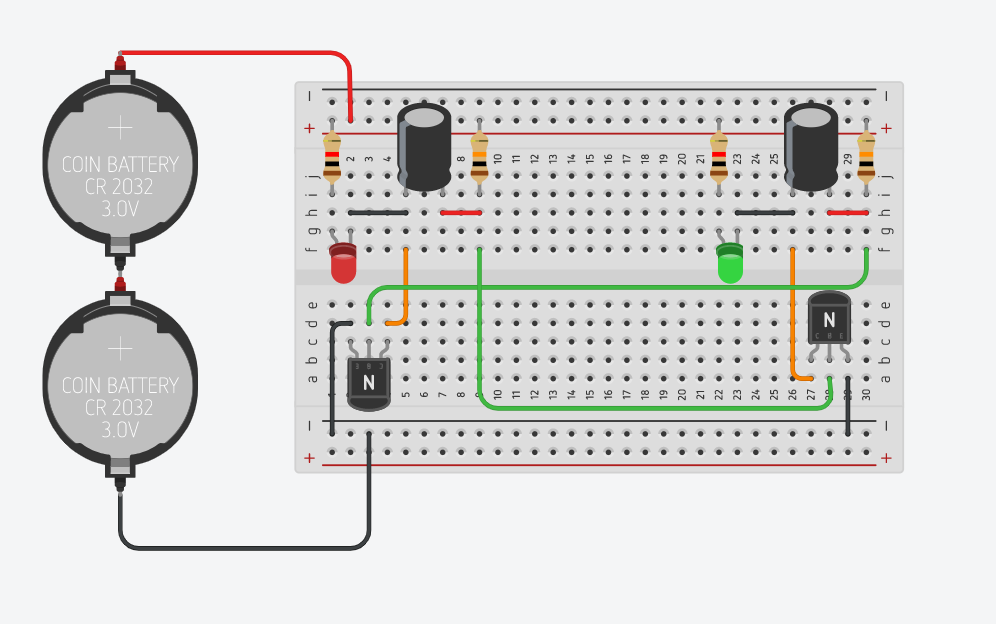 COIN BATTERY
CR 2032
3.0V
COIN BATTERY
CR 2032
3.0V
− −
+ +
2 3 4 8 10 11 12 13 14 15 16 17 18 19 20 21 23 24 25 29
j j
i i
h h
g g
f f
e e
d d
c c
b b
a a
N
N
5 6 7 8 10 11 12 13 14 15 16 17 18 19 20 21 22 23 24 25 26 27 28 29 30
− −
+ +